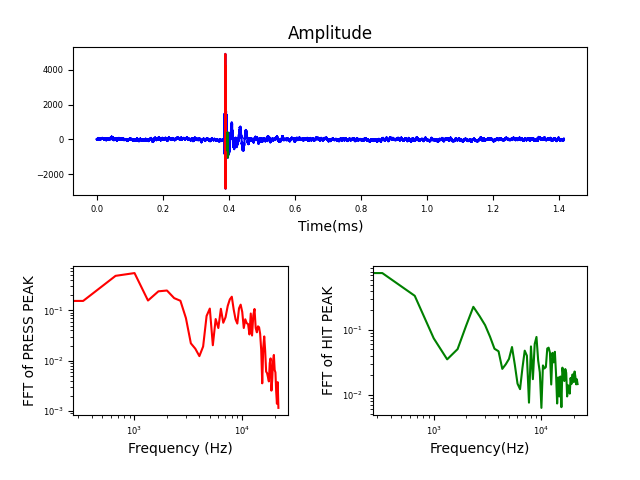 Amplitude
4000
2000
0
−2000
0.0 0.2 0.4 0.6 0.8 1.0 1.2 1.4
Time(ms)
FFT of PRESS PEAK
10⁻¹
10⁻²
10⁻³
10³ 10⁴
Frequency (Hz)
FFT of HIT PEAK
10⁻¹
10⁻²
10³ 10⁴
Frequency(Hz)